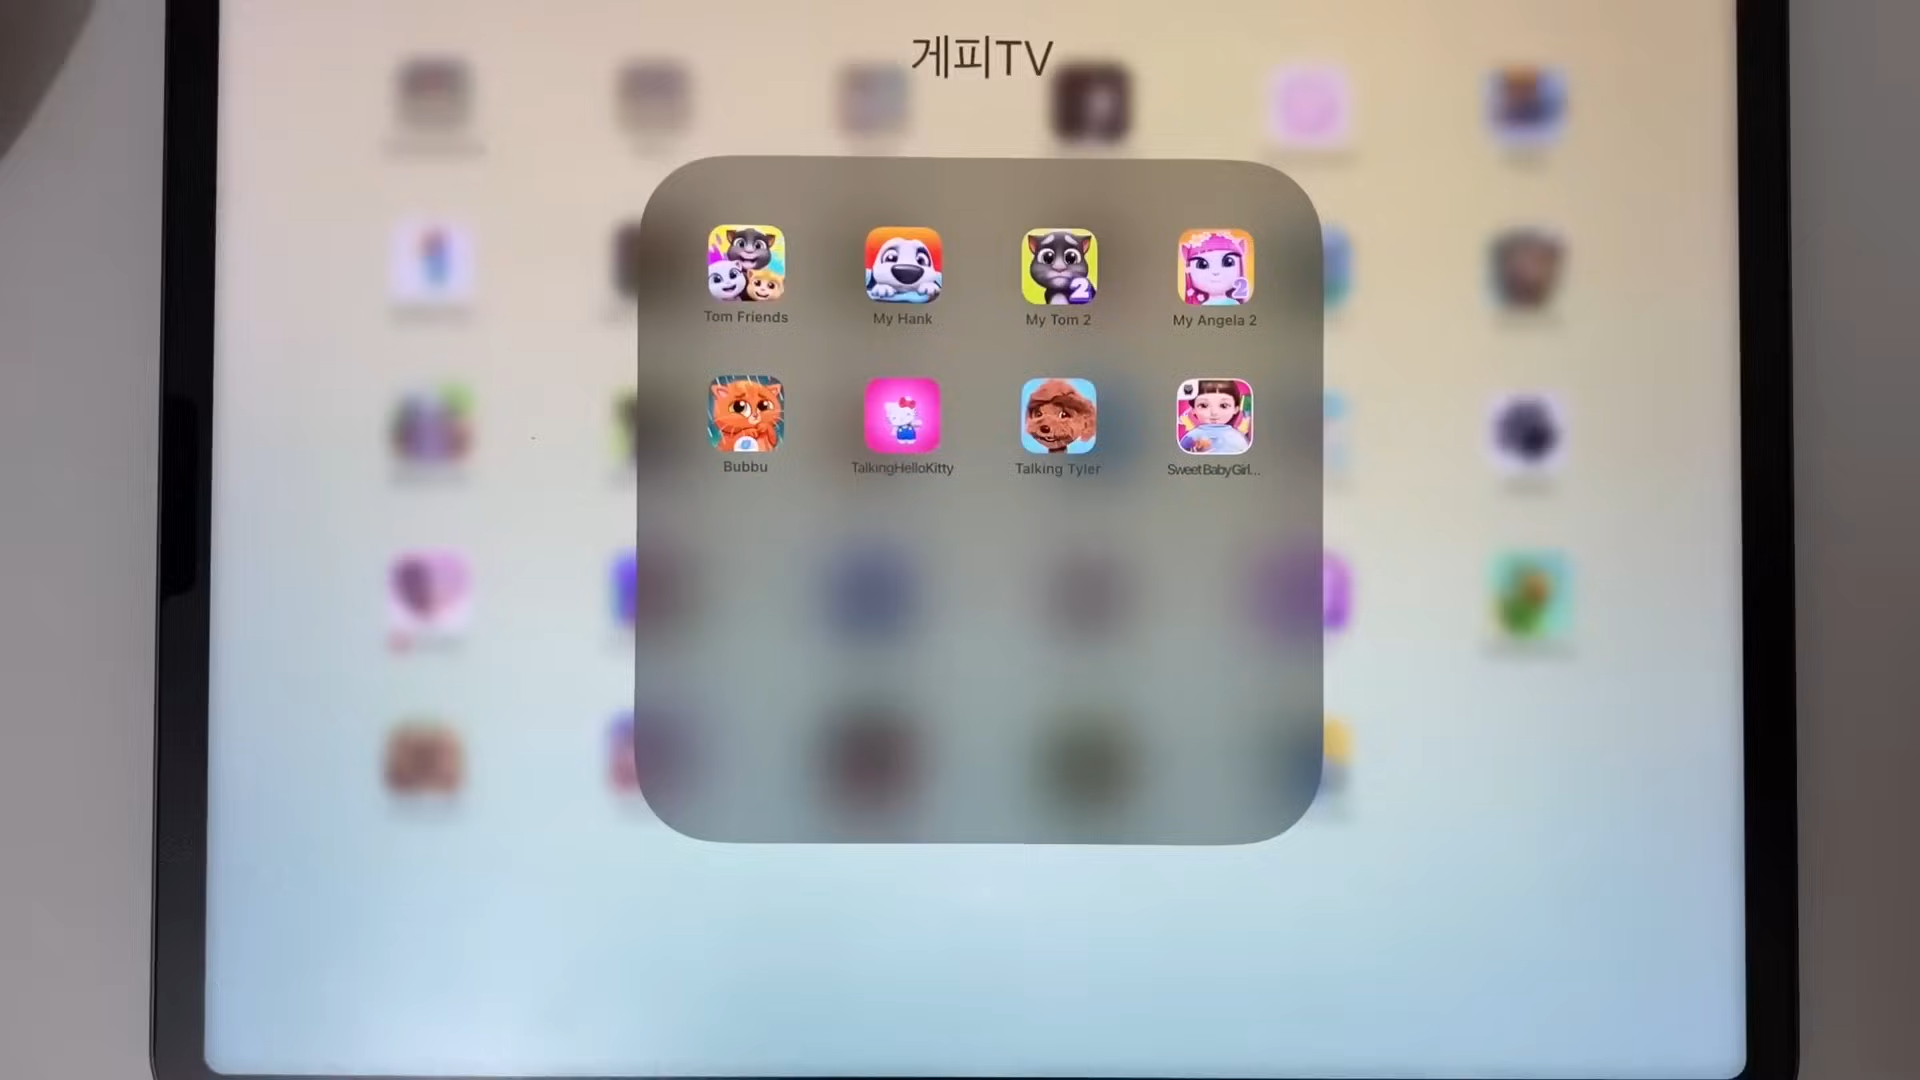 게피TV
Tom Friends
My Hank
My Tom 2
My Angela 2
Bubbu
TalkingHelloKitty
Talking Tyler
SweetBabyGirl...